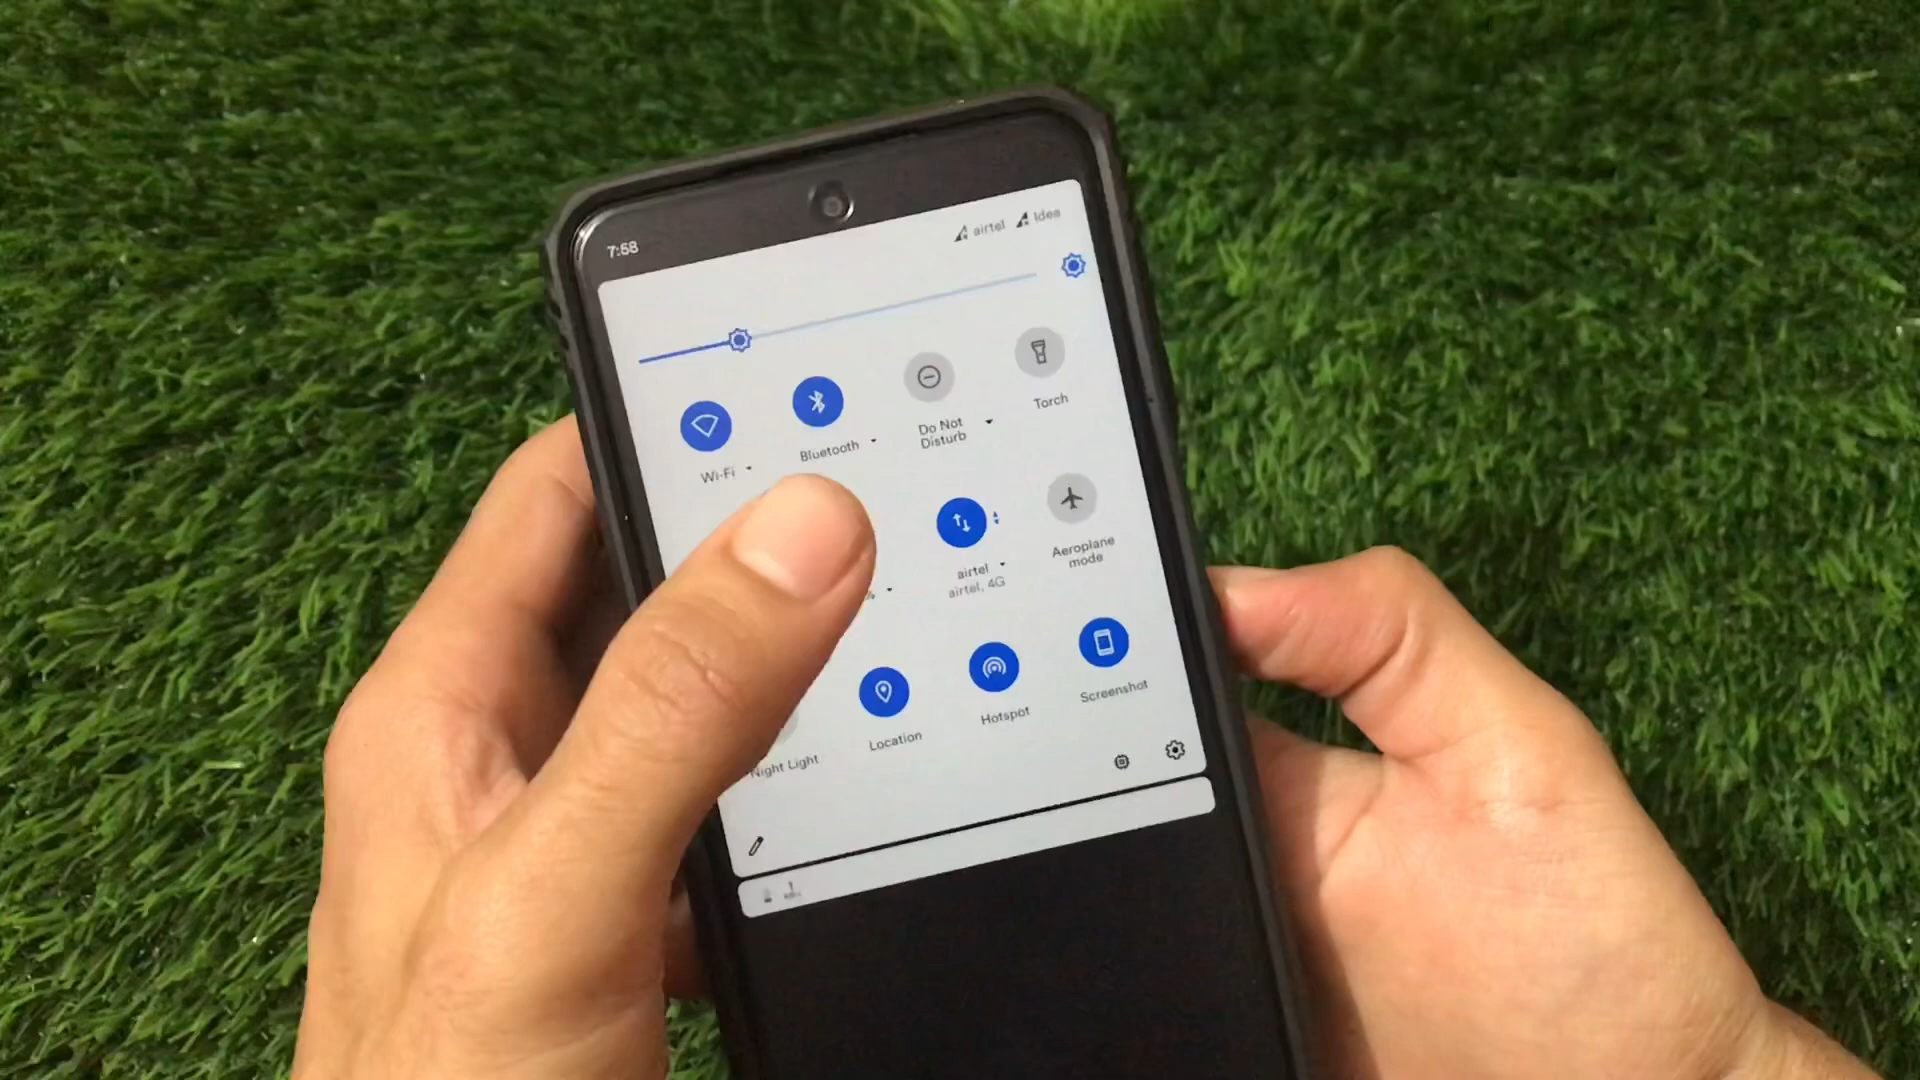 7:58
airtel Idea
Wi-Fi
Bluetooth
Do Not
Disturb
Torch
%
airtel
airtel, 4G
Aeroplane
mode
Night Light
Location
Hotspot
Screenshot